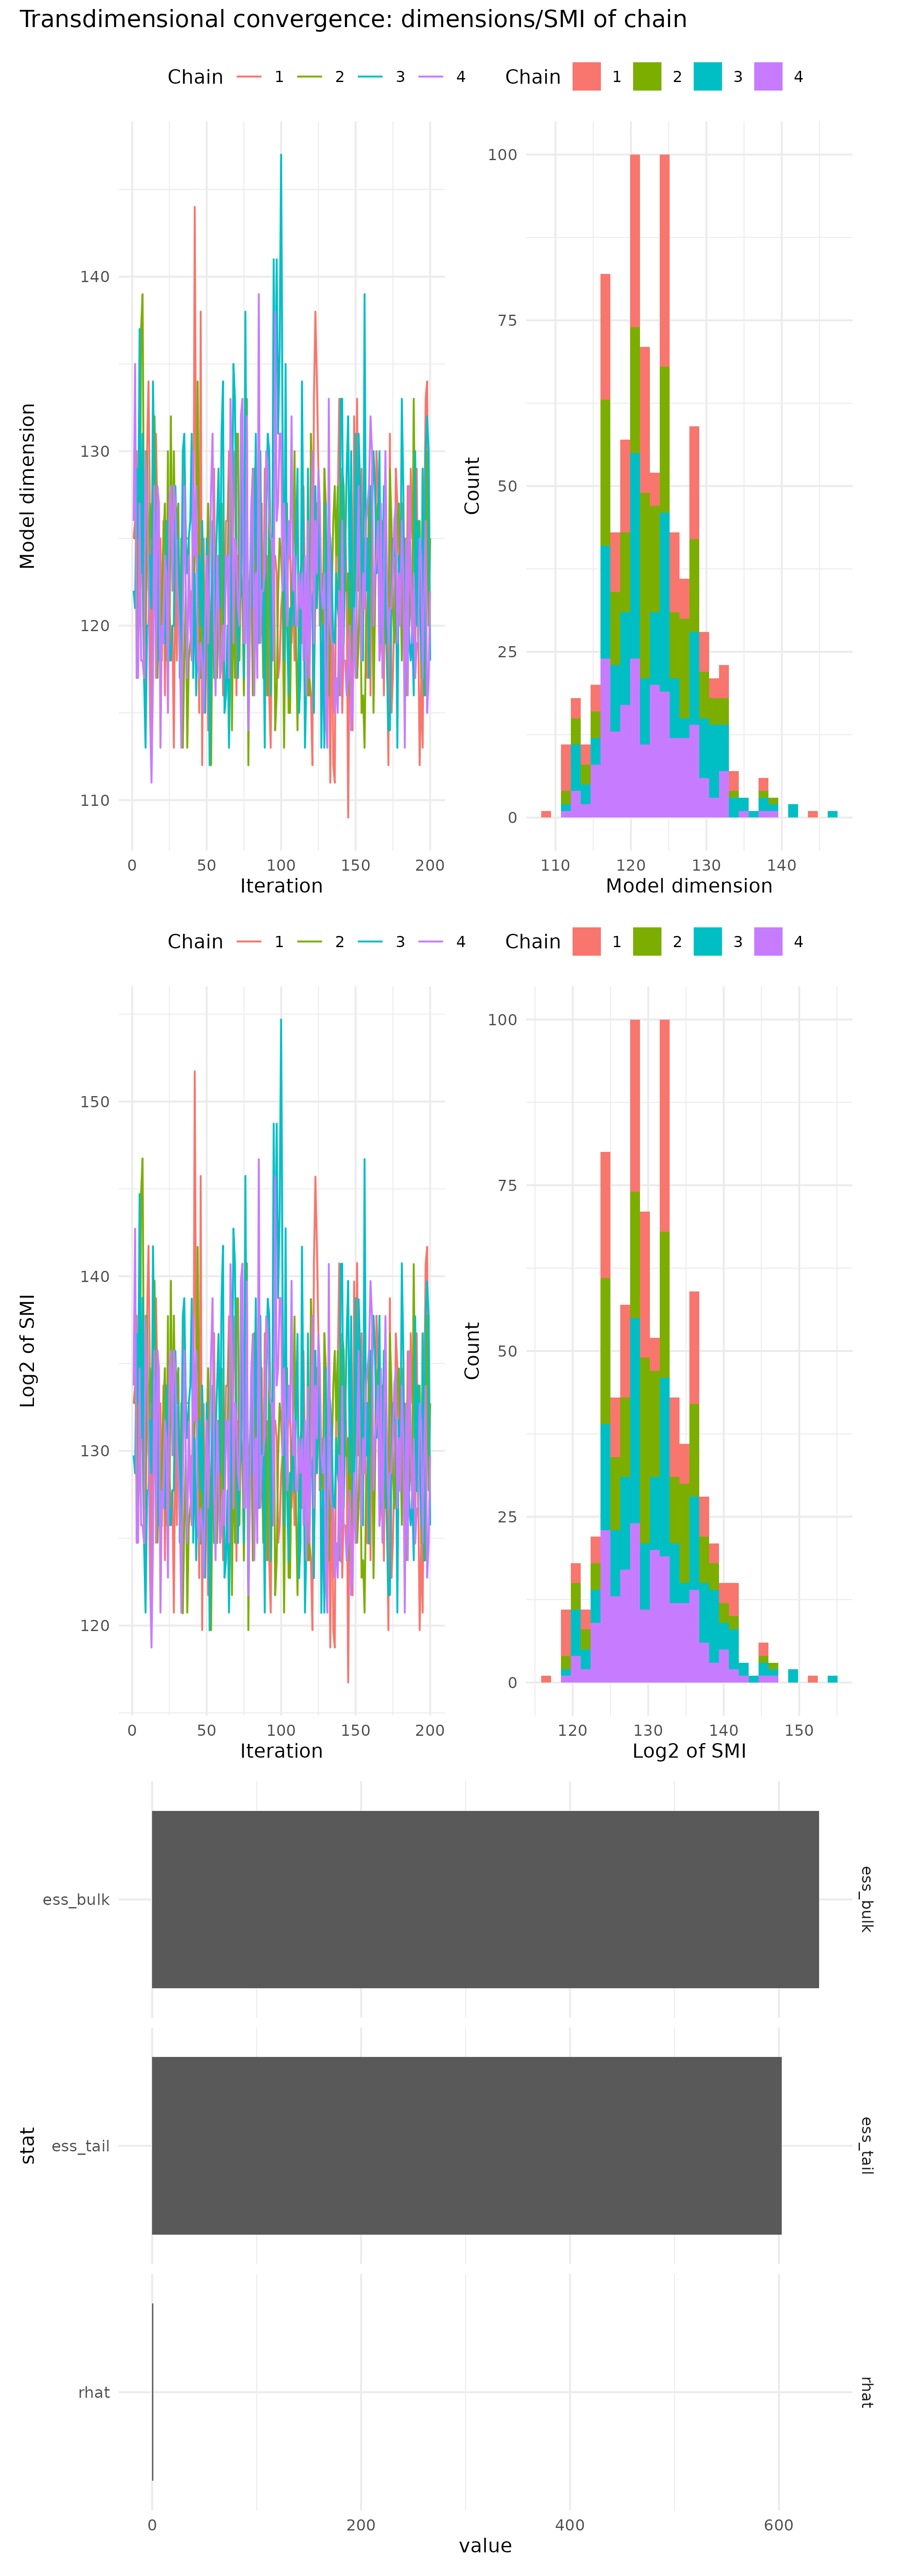 Transdimensional convergence: dimensions/SMI of chain
Chain 1 2 3 4
Chain 1 2 3 4
Model dimension
140
130
120
110
0 50 100 150 200
Iteration
Count
100
75
50
25
0
110 120 130 140
Model dimension
Chain 1 2 3 4
Chain 1 2 3 4
Log2 of SMI
150
140
130
120
0 50 100 150 200
Iteration
Count
100
75
50
25
0
120 130 140 150
Log2 of SMI
stat
ess_bulk
ess_bulk
ess_tail
ess_tail
rhat
rhat
0 200 400 600
value